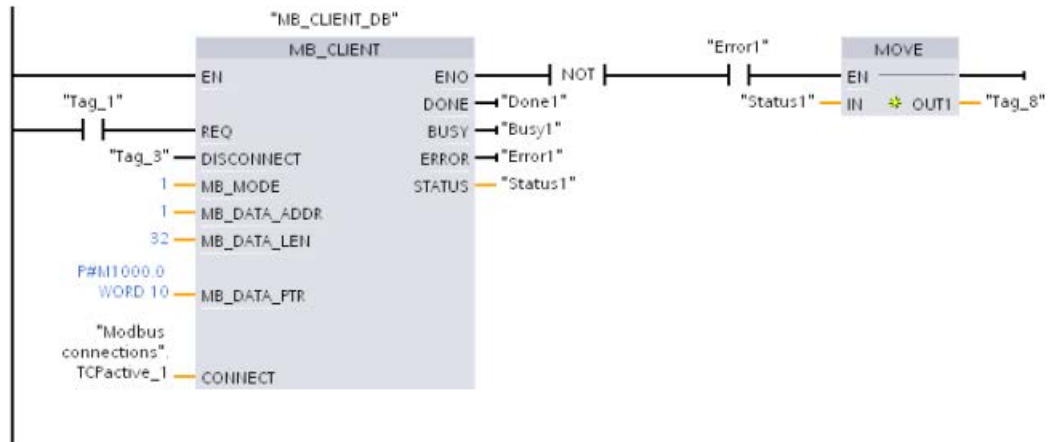 "MB_CLIENT_DB"
MB_CLIENT
"Error1"
MOVE
EN
ENO
NOT
EN
"Tag_1"
DONE
"Done1"
"Status1"
IN
OUT1
"Tag_8"
REQ
BUSY
"Busy1"
"Tag_3"
DISCONNECT
ERROR
"Error1"
1
MB_MODE
STATUS
"Status1"
1
MB_DATA_ADDR
32
MB_DATA_LEN
P#M1000.0
WORD 10
MB_DATA_PTR
"Modbus
connections".
TCPactive_1
CONNECT